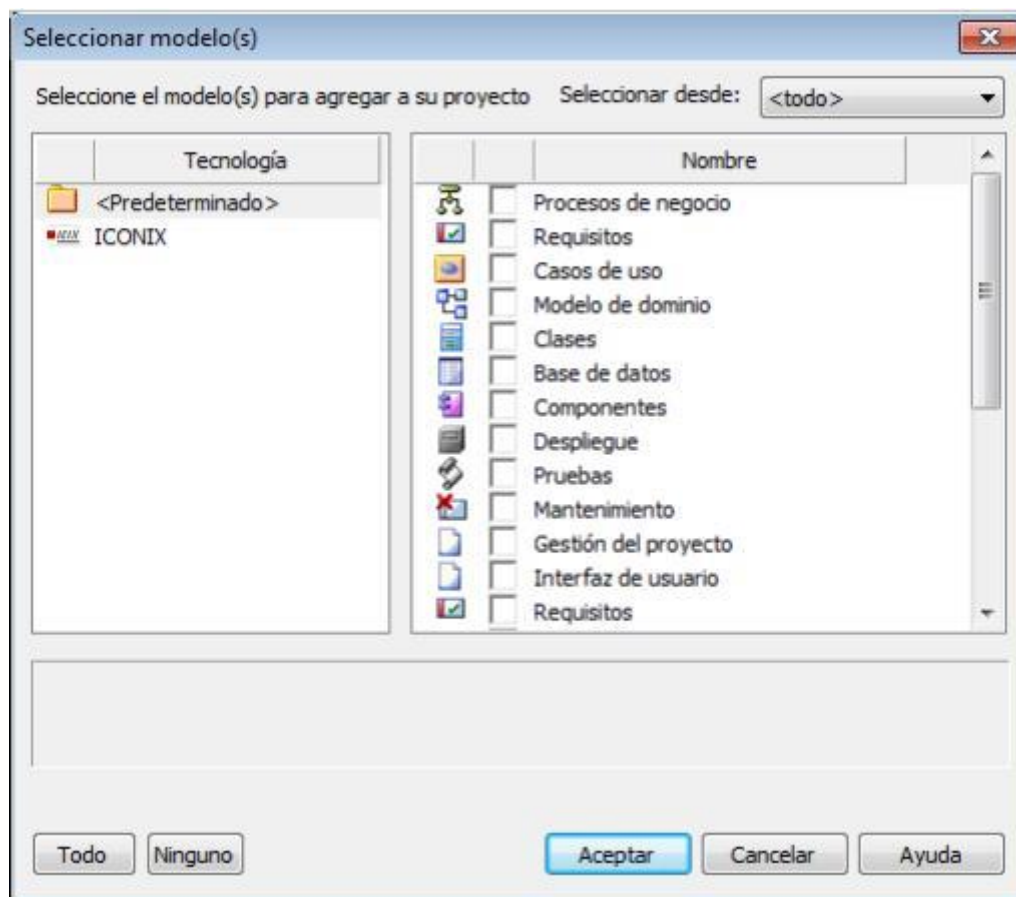 Seleccionar modelo(s)
Seleccione el modelo(s) para agregar a su proyecto Seleccionar desde: <todo>
Tecnología
<Predeterminado>
ICONIX
Nombre
Procesos de negocio
Requisitos
Casos de uso
Modelo de dominio
Clases
Base de datos
Componentes
Despliegue
Pruebas
Mantenimiento
Gestión del proyecto
Interfaz de usuario
Requisitos
Todo Ninguno Aceptar Cancelar Ayuda